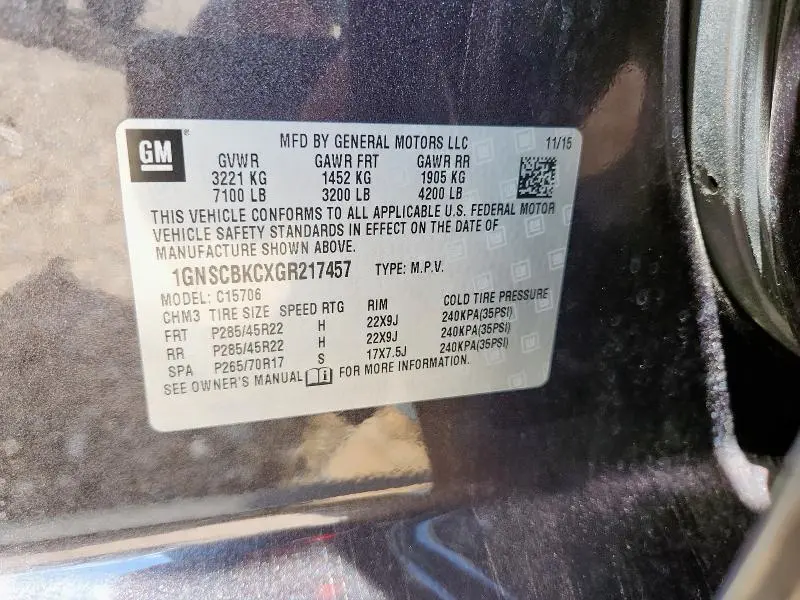 GM
MFD BY GENERAL MOTORS LLC 11/15
GVWR GAWR FRT GAWR RR
3221 KG 1452 KG 1905 KG
7100 LB 3200 LB 4200 LB
THIS VEHICLE CONFORMS TO ALL APPLICABLE U.S. FEDERAL MOTOR
VEHICLE SAFETY STANDARDS IN EFFECT ON THE DATE OF
MANUFACTURE SHOWN ABOVE.
1GNSCBKCXGR217457 TYPE: M.P.V.
MODEL: C15706
CHM3 TIRE SIZE SPEED RTG RIM COLD TIRE PRESSURE
FRT P285/45R22 H 22X9J 240KPA(35PSI)
RR P285/45R22 H 22X9J 240KPA(35PSI)
SPA P265/70R17 S 17X7.5J 240KPA(35PSI)
SEE OWNER'S MANUAL FOR MORE INFORMATION.